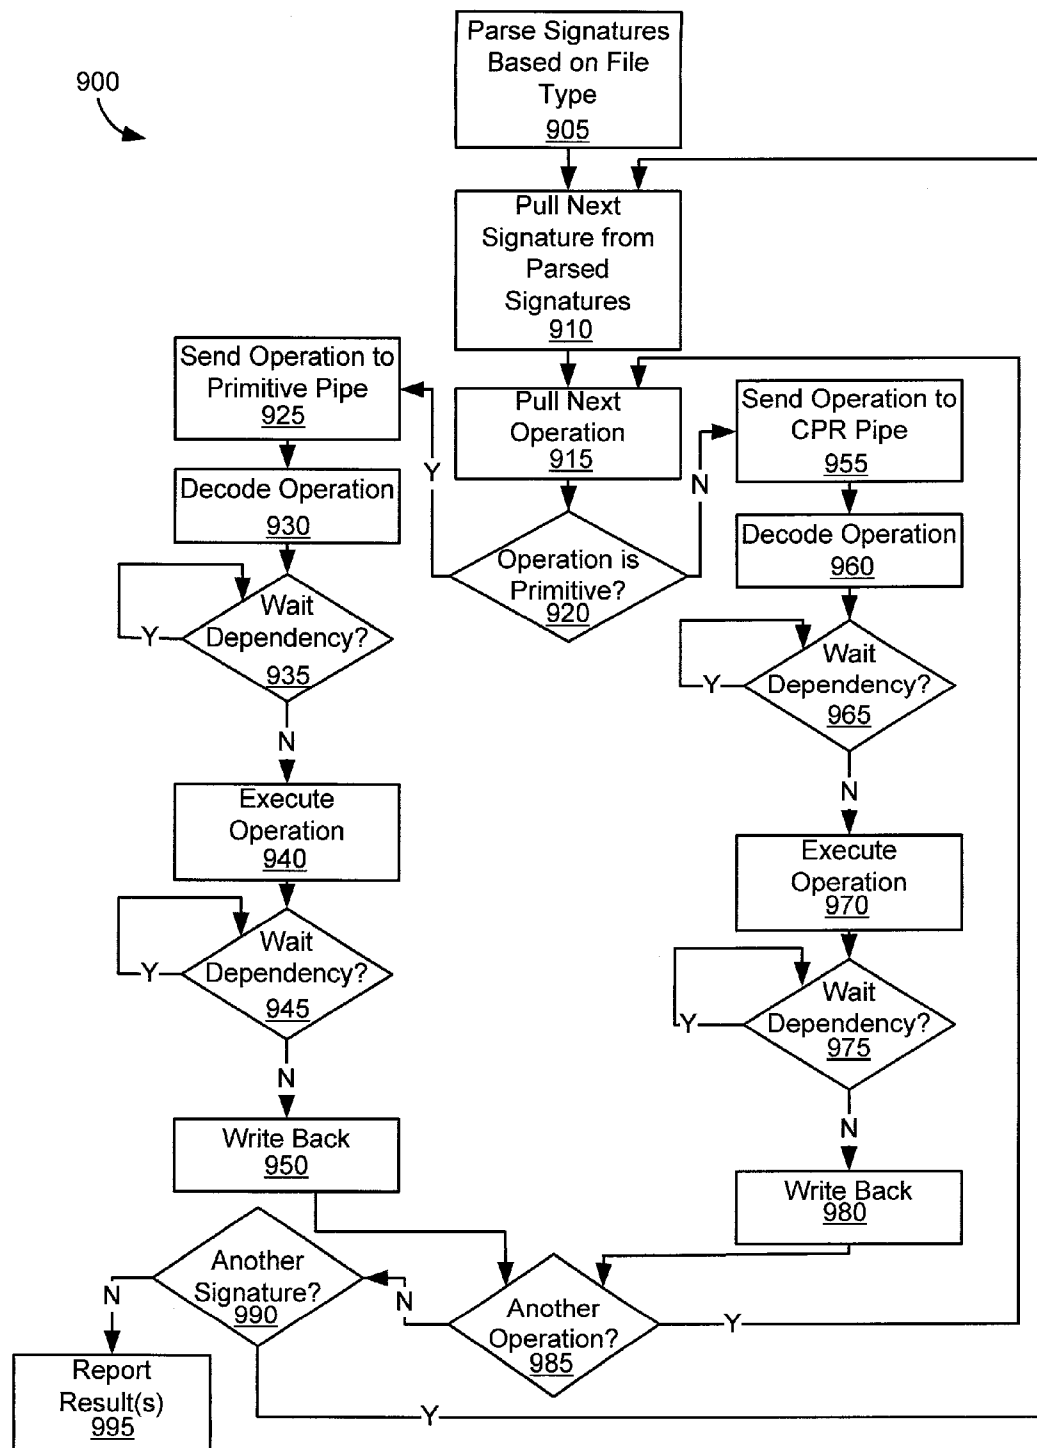 Parse Signatures
Based on File
Type
905
900
Pull Next
Signature from
Parsed
Signatures
910
Send Operation to
Primitive Pipe
925
Pull Next
Operation
915
Send Operation to
CPR Pipe
955
Y
N
Decode Operation
930
Operation is
Primitive?
920
Decode Operation
960
Wait
Dependency?
935
Y
N
Wait
Dependency?
965
Y
N
Execute
Operation
940
Execute
Operation
970
Wait
Dependency?
945
Y
N
Wait
Dependency?
975
Y
N
Write Back
950
Write Back
980
Another
Signature?
990
N
N
Another
Operation?
985
Y
Report
Result(s)
995
Y